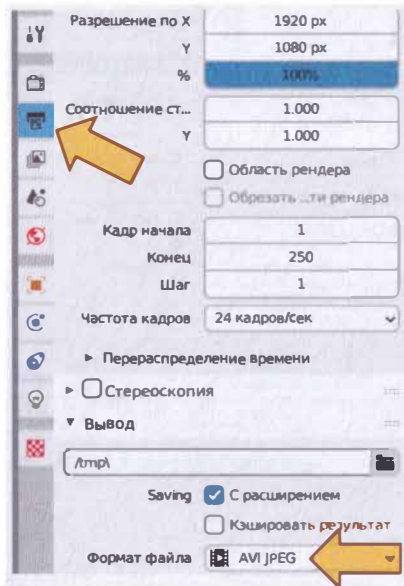 Разрешение по X 1920 px
Y 1080 px
% 100%
Соотношение ст... 1.000
Y 1.000
Область рендера
Обрезать ...ти рендера
Кадр начала 1
Конец 250
Шаг 1
Частота кадров 24 кадров/сек
Перераспределение времени
Стереоскопия
Вывод
/tmp\
Saving С расширением
Кэшировать результат
Формат файла AVI JPEG